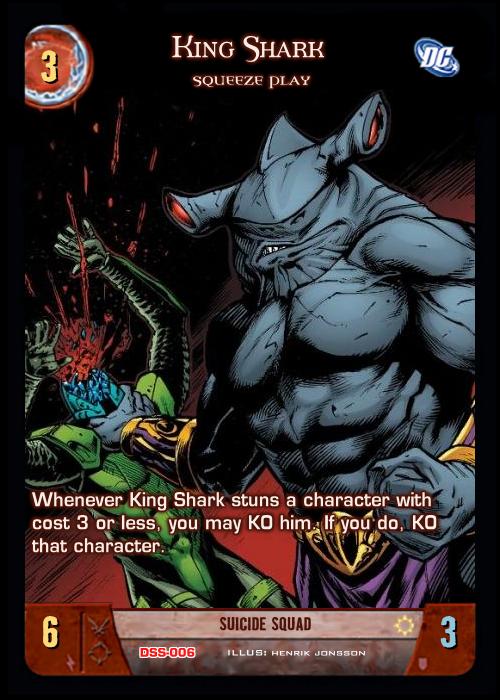 3
KING SHARK
SQUEEZE PLAY
DC
Whenever King Shark stuns a character with
cost 3 or less, you may KO him. If you do, KO
that character.
6
SUICIDE SQUAD
3
DSS-006
ILLUS: HENRIK JONSSON